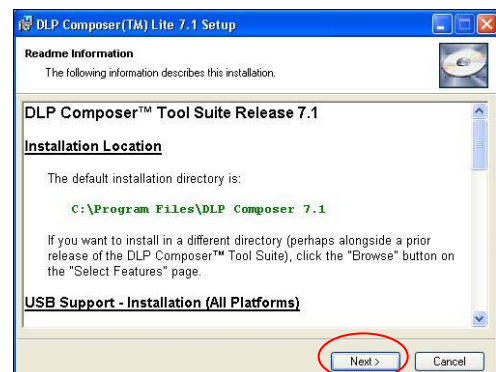 DLP Composer(TM) Lite 7.1 Setup
Readme Information
The following information describes this installation.
DLP Composer™ Tool Suite Release 7.1
Installation Location
The default installation directory is:
C:\Program Files\DLP Composer 7.1
If you want to install in a different directory (perhaps alongside a prior
release of the DLP Composer™ Tool Suite), click the "Browse" button on
the "Select Features" page.
USB Support - Installation (All Platforms)
Next > Cancel